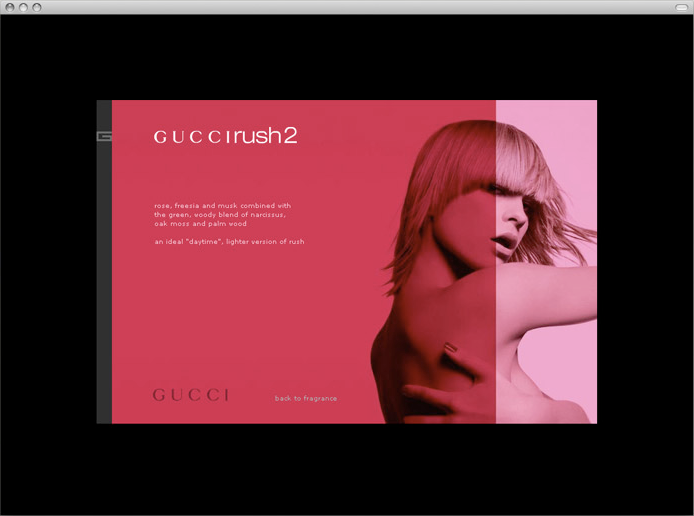 G
GUCCIrush2
rose, freesia and musk combined with
the green, woody blend of narcissus,
oak moss and palm wood
an ideal "daytime", lighter version of rush
GUCCI
back to fragrance